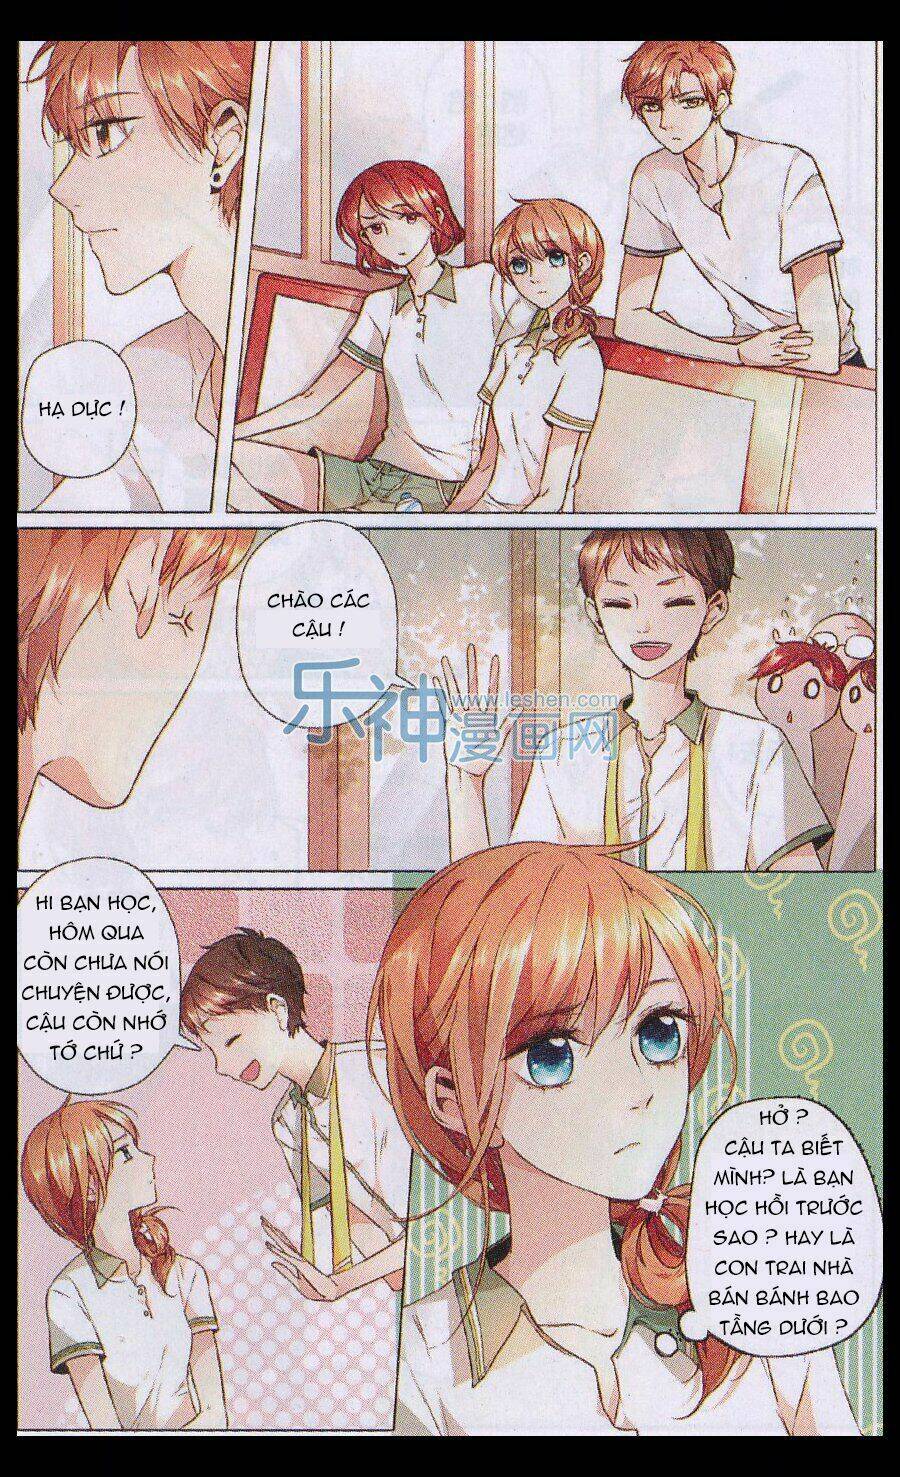 HẠ DỰC !
CHÀO CÁC
CẬU !
乐神漫画网
www.leshen.com
HI BẠN HỌC,
HÔM QUA
CÒN CHƯA NÓI
CHUYỆN ĐƯỢC,
CẬU CÒN NHỚ
TỚ CHỨ ?
HỞ ?
CẬU TA BIẾT
MÌNH? LÀ BẠN
HỌC HỒI TRƯỚC
SAO ? HAY LÀ
CON TRAI NHÀ
BÁN BÁNH BAO
TẦNG DƯỚI ?